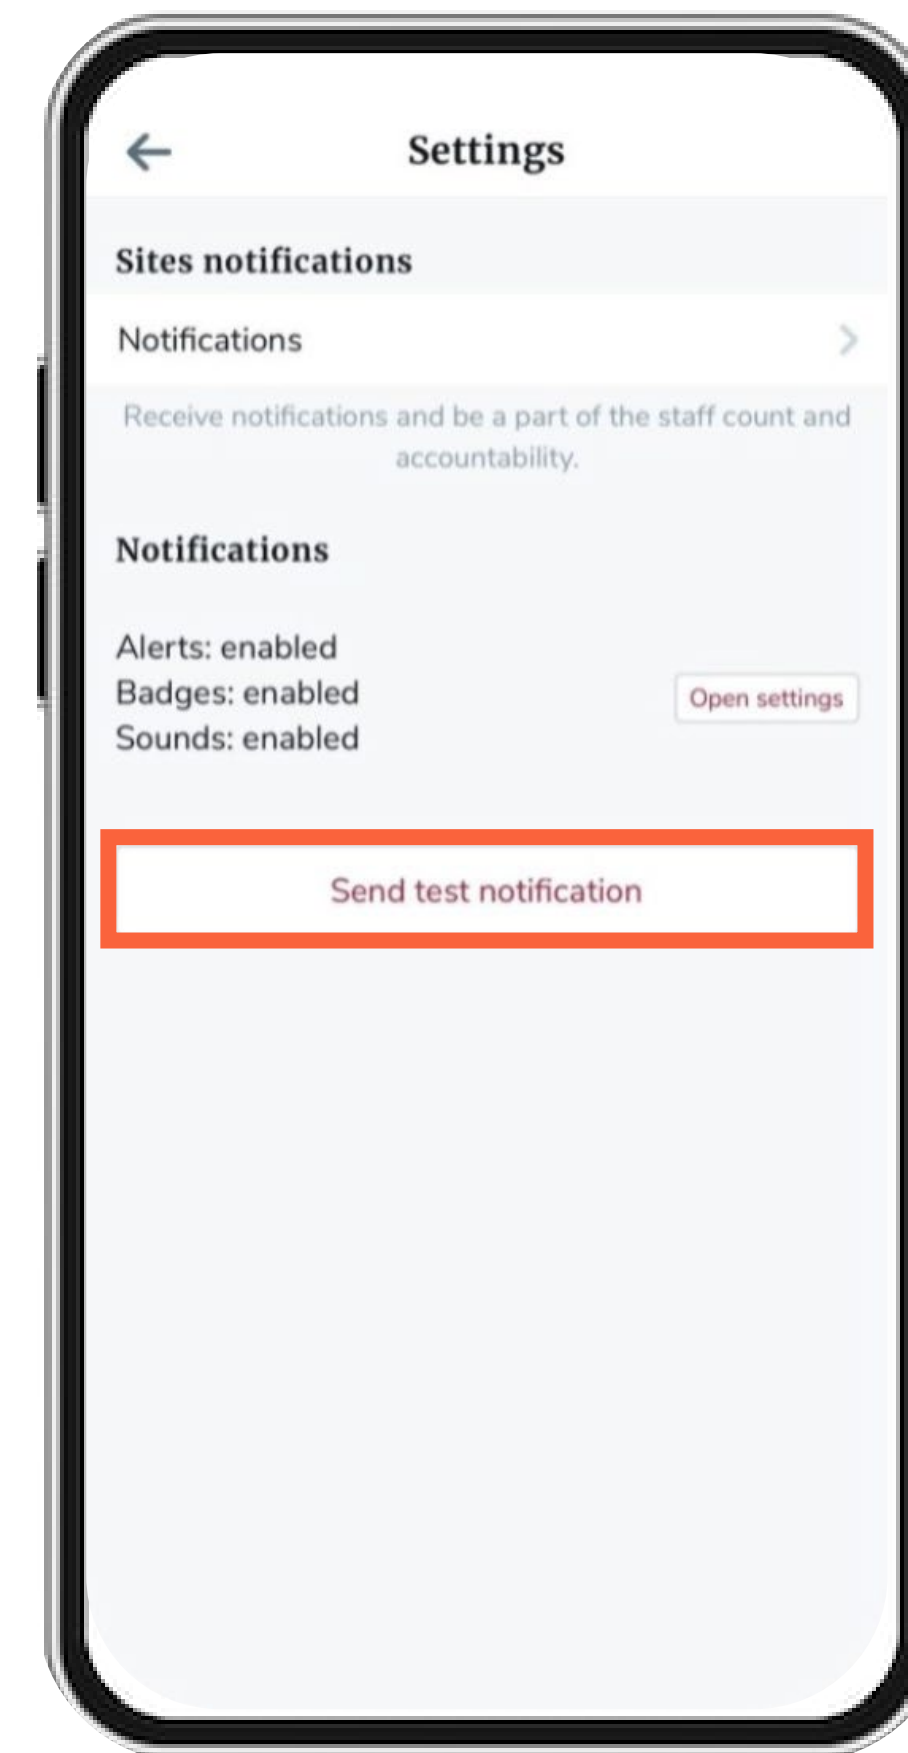 Settings
Sites notifications
Notifications
Receive notifications and be a part of the staff count and
accountability.
Notifications
Alerts: enabled
Badges: enabled
Sounds: enabled
Open settings
Send test notification